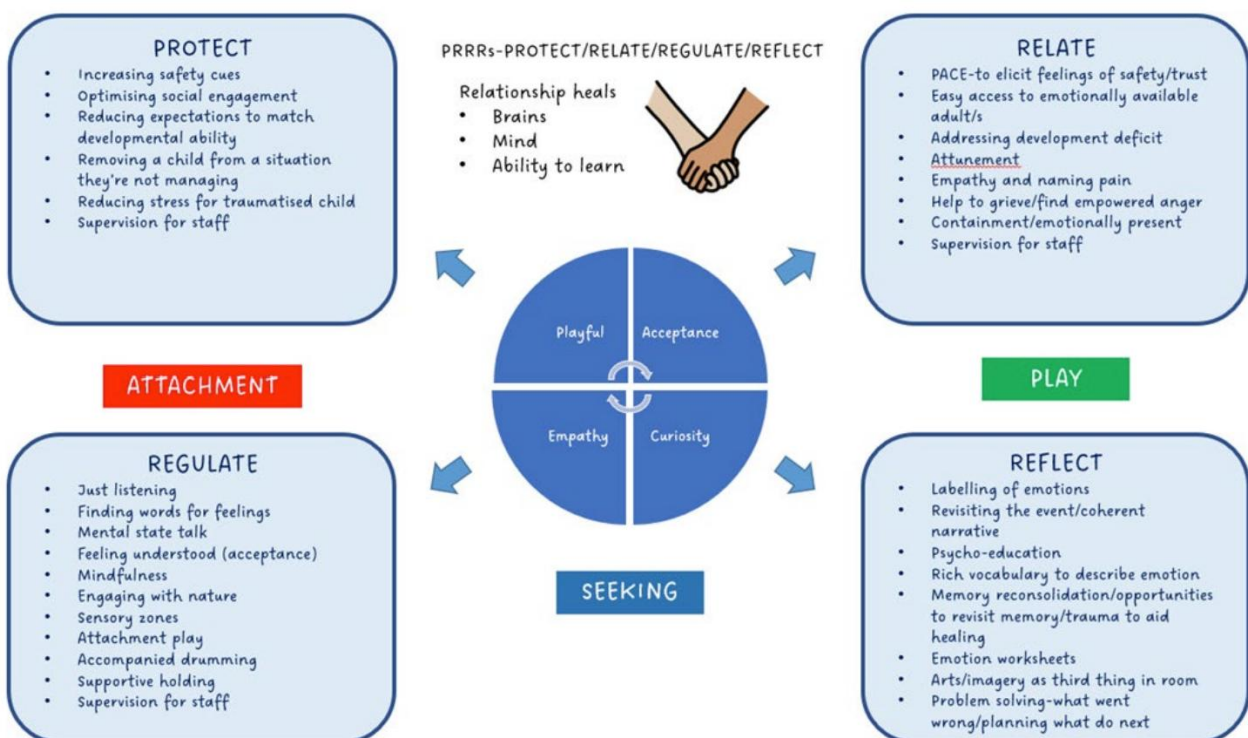 PROTECT
• Increasing safety cues
• Optimising social engagement
• Reducing expectations to match
developmental ability
• Removing a child from a situation
they're not managing
• Reducing stress for traumatised child
• Supervision for staff
PRRRs-PROTECT/RELATE/REGULATE/REFLECT
Relationship heals
• Brains
• Mind
• Ability to learn
RELATE
• PACE-to elicit feelings of safety/trust
• Easy access to emotionally available
adult/s
• Addressing development deficit
• Attunement
• Empathy and naming pain
• Help to grieve/find empowered anger
• Containment/emotionally present
• Supervision for staff
Playful
Acceptance
Empathy
Curiosity
ATTACHMENT
PLAY
SEEKING
REGULATE
• Just listening
• Finding words for feelings
• Mental state talk
• Feeling understood (acceptance)
• Mindfulness
• Engaging with nature
• Sensory zones
• Attachment play
• Accompanied drumming
• Supportive holding
• Supervision for staff
REFLECT
• Labelling of emotions
• Revisiting the event/coherent
narrative
• Psycho-education
• Rich vocabulary to describe emotion
• Memory reconsolidation/opportunities
to revisit memory/trauma to aid
healing
• Emotion worksheets
• Arts/imagery as third thing in room
• Problem solving-what went
wrong/planning what do next